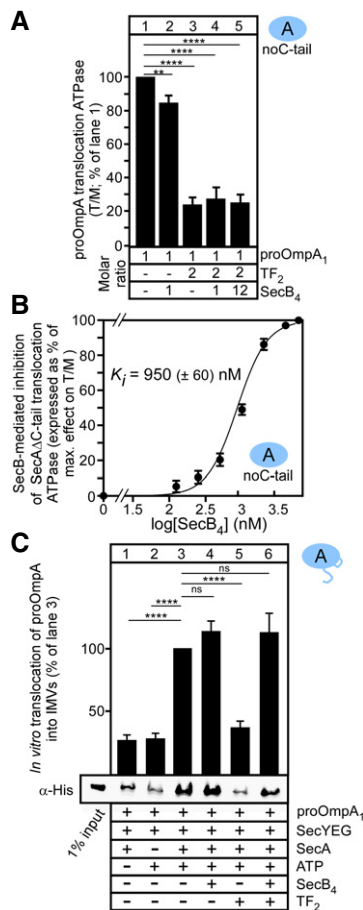 A
1 2 3 4 5
A
noC-tail
****
****
****
**
proOmpA translocation ATPase
(T/M; % of lane 1)
100
80
60
40
20
0
Molar
ratio
1 1 1 1 1 proOmpA1
- - 2 2 2 TF2
- 1 - 1 12 SecB4
B
SecB-mediated inhibition
of SecAΔC-tail translocation
ATPase (expressed as % of
max. effect on T/M)
100
80
60
40
20
0
Ki = 950 (± 60) nM
A
noC-tail
0 2 2.5 3 3.5 4
log[SecB4] (nM)
C
1 2 3 4 5 6
A
ns
****
ns
****
****
In vitro translocation of proOmpA
into IMVs (% of lane 3)
100
50
α-His
1% input
+ + + + + + proOmpA1
+ + + + + + SecYEG
− + + + + + SecA
+ − + + + + ATP
− − − + − + SecB4
− − − − + + TF2